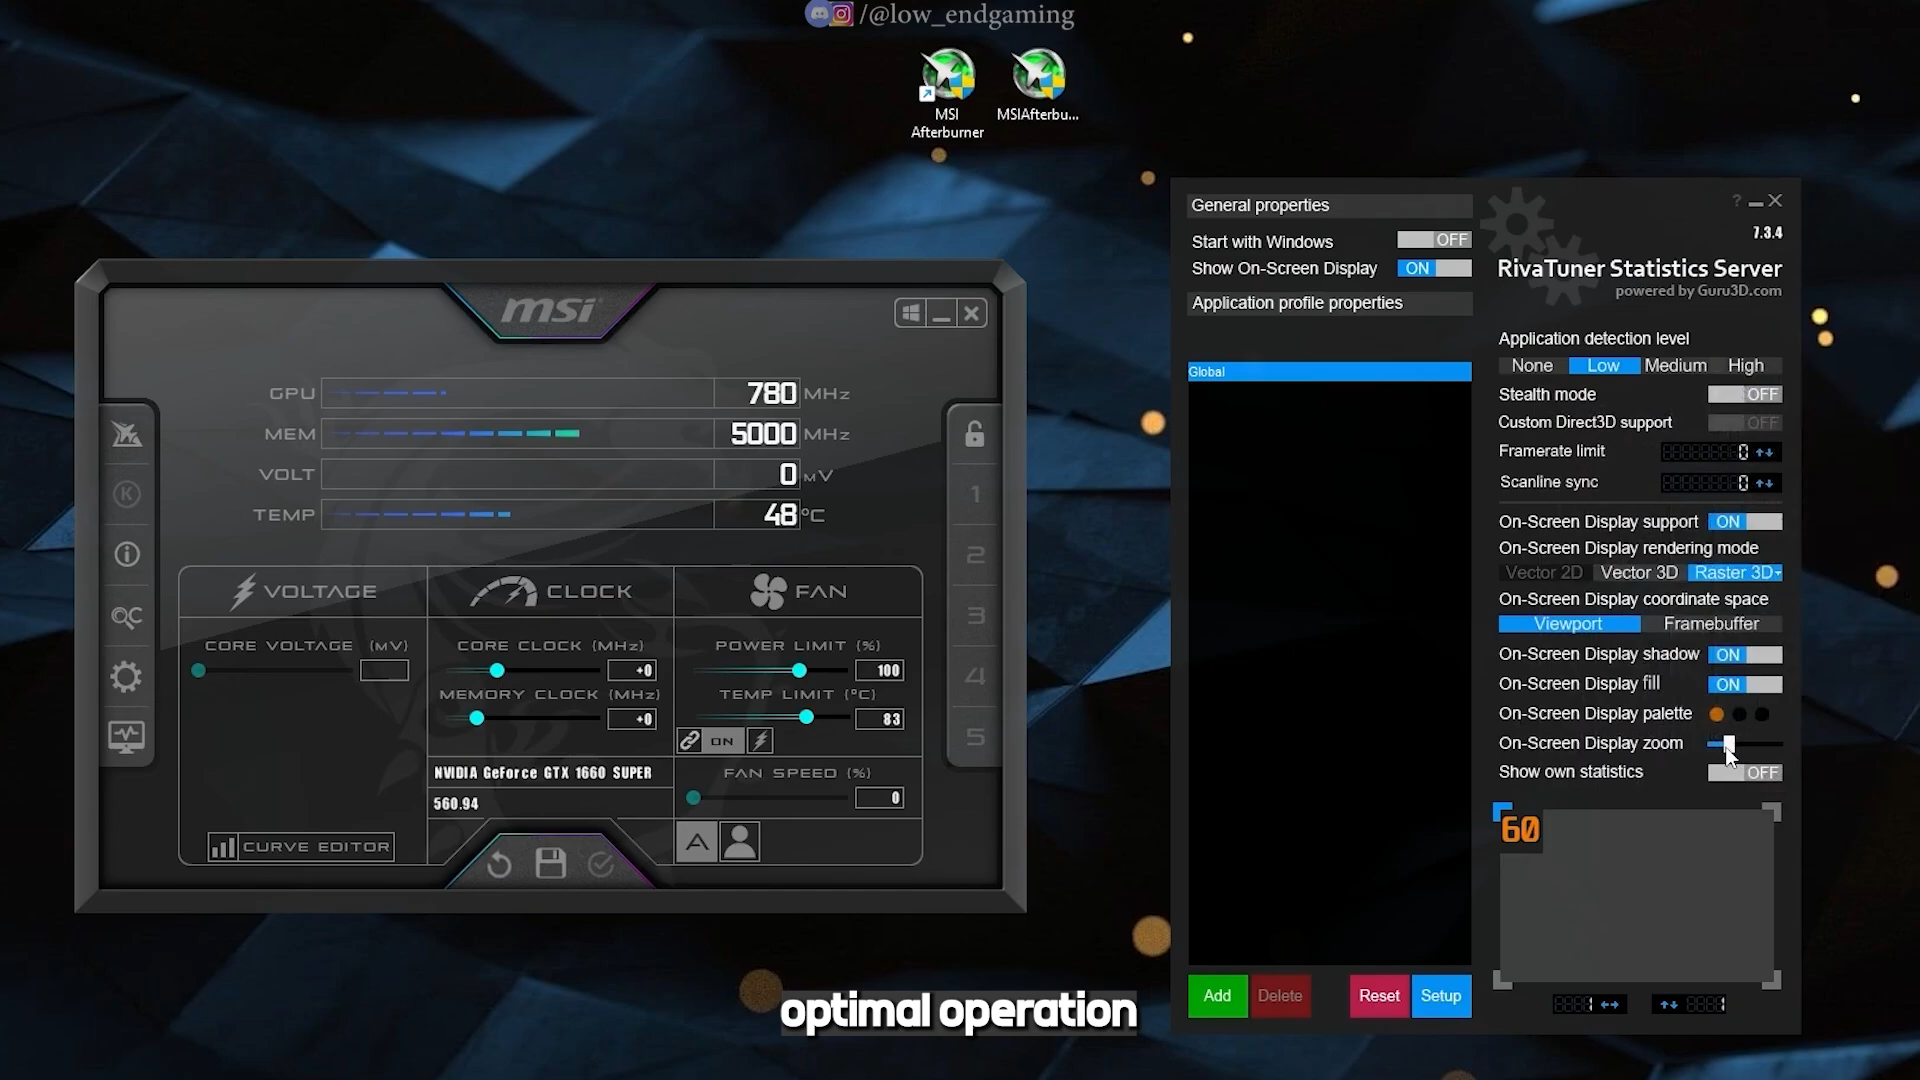 /@low_endgaming
MSI
Afterburner
MSIAfterbu...
msi
GPU 780 MHz
MEM 5000 MHz
VOLT 0 MV
TEMP 48 °C
K
i
1
2
3
4
5
VOLTAGE
CLOCK
FAN
CORE VOLTAGE (MV)
CORE CLOCK (MHz)
+0
MEMORY CLOCK (MHz)
+0
POWER LIMIT (%)
100
TEMP LIMIT (°C)
83
ON
NVIDIA GeForce GTX 1660 SUPER
560.94
FAN SPEED (%)
0
CURVE EDITOR
A
General properties
Start with Windows OFF
Show On-Screen Display ON
Application profile properties
Global
Add
Delete
Reset
Setup
?
7.3.4
RivaTuner Statistics Server
powered by Guru3D.com
Application detection level
None Low Medium High
Stealth mode OFF
Custom Direct3D support OFF
Framerate limit 0
Scanline sync 0
On-Screen Display support ON
On-Screen Display rendering mode
Vector 2D Vector 3D Raster 3D
On-Screen Display coordinate space
Viewport Framebuffer
On-Screen Display shadow ON
On-Screen Display fill ON
On-Screen Display palette
On-Screen Display zoom
Show own statistics OFF
60
1
1
optimal operation